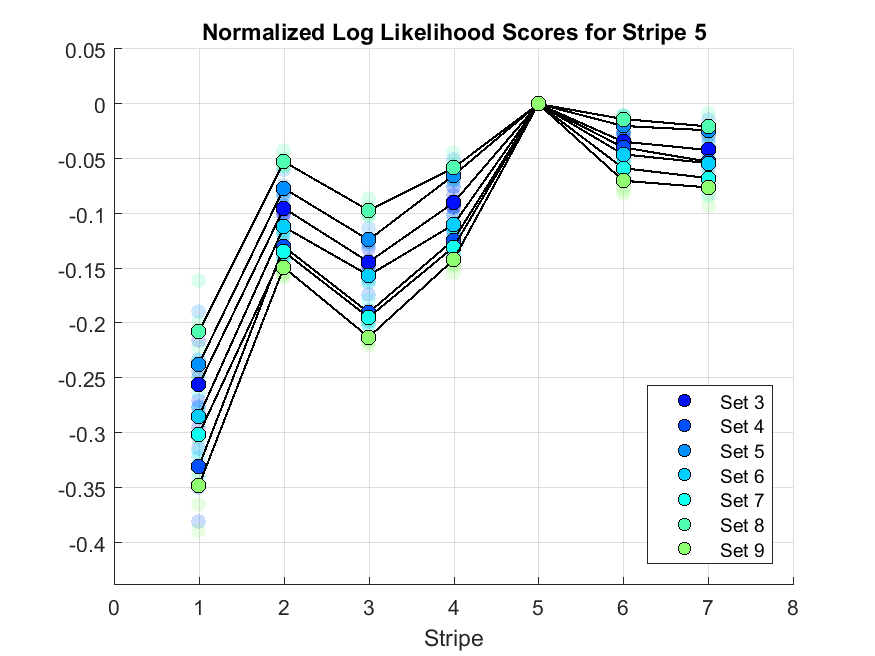 Normalized Log Likelihood Scores for Stripe 5
0.05
0
-0.05
-0.1
-0.15
-0.2
-0.25
-0.3
-0.35
-0.4
Set 3
Set 4
Set 5
Set 6
Set 7
Set 8
Set 9
0 1 2 3 4 5 6 7 8
Stripe